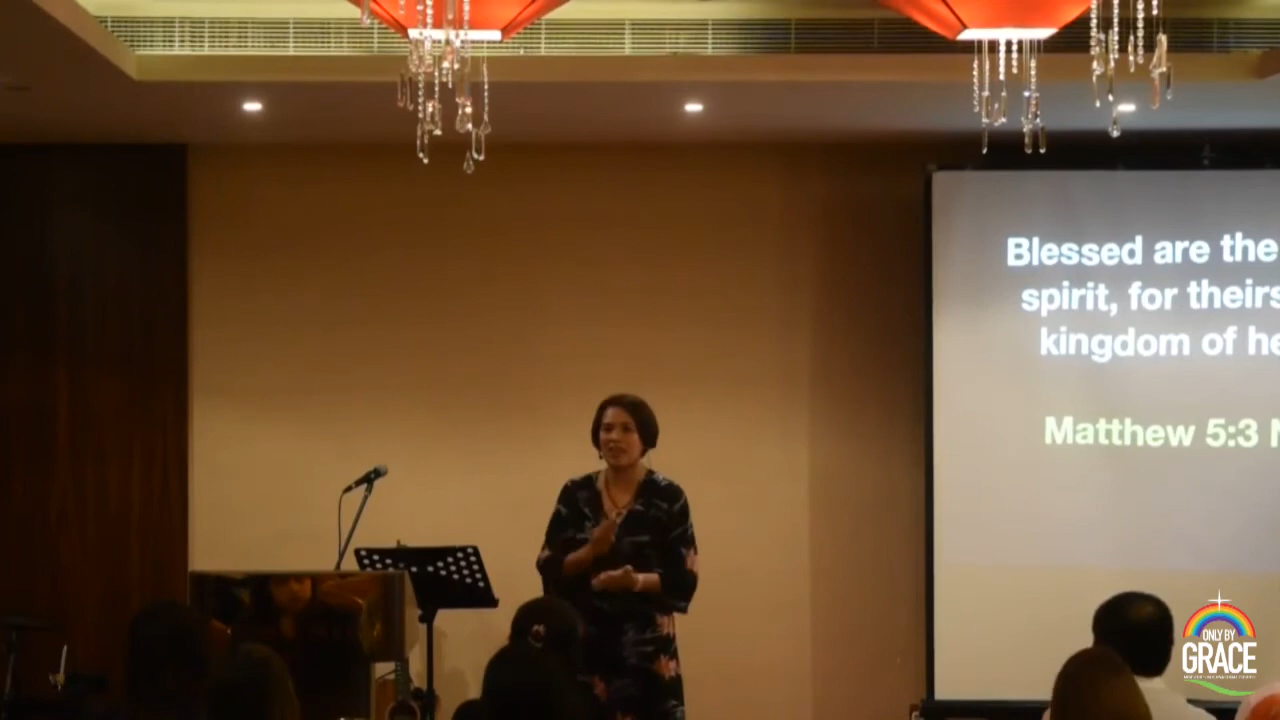 Blessed are the
spirit, for theirs
kingdom of he
Matthew 5:3 N
ONLY BY
GRACE